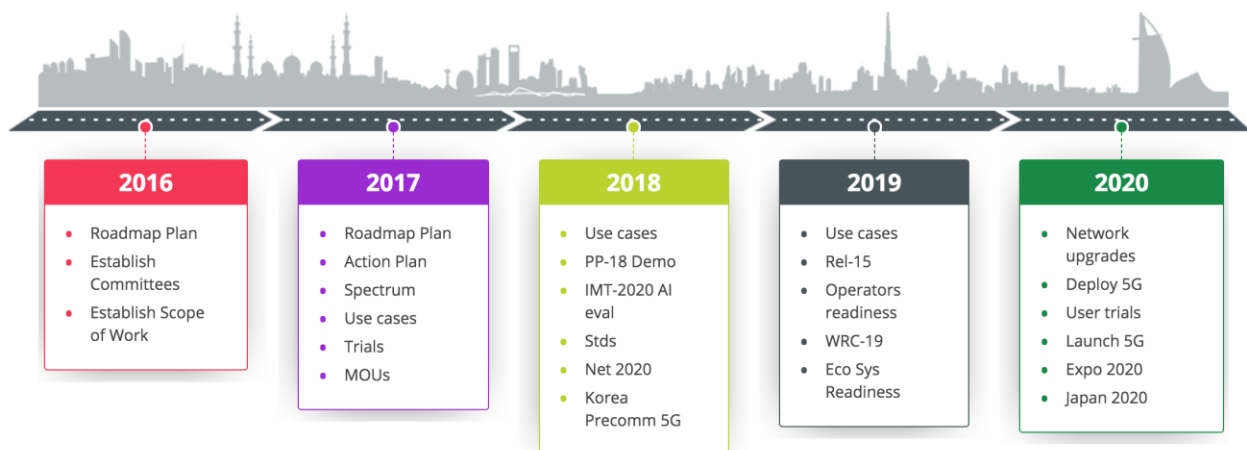 2016
Roadmap Plan
Establish
Committees
Establish Scope
of Work
2017
Roadmap Plan
Action Plan
Spectrum
Use cases
Trials
MOUs
2018
Use cases
PP-18 Demo
IMT-2020 AI
eval
Stds
Net 2020
Korea
Precomm 5G
2019
Use cases
Rel-15
Operators
readiness
WRC-19
Eco Sys
Readiness
2020
Network
upgrades
Deploy 5G
User trials
Launch 5G
Expo 2020
Japan 2020